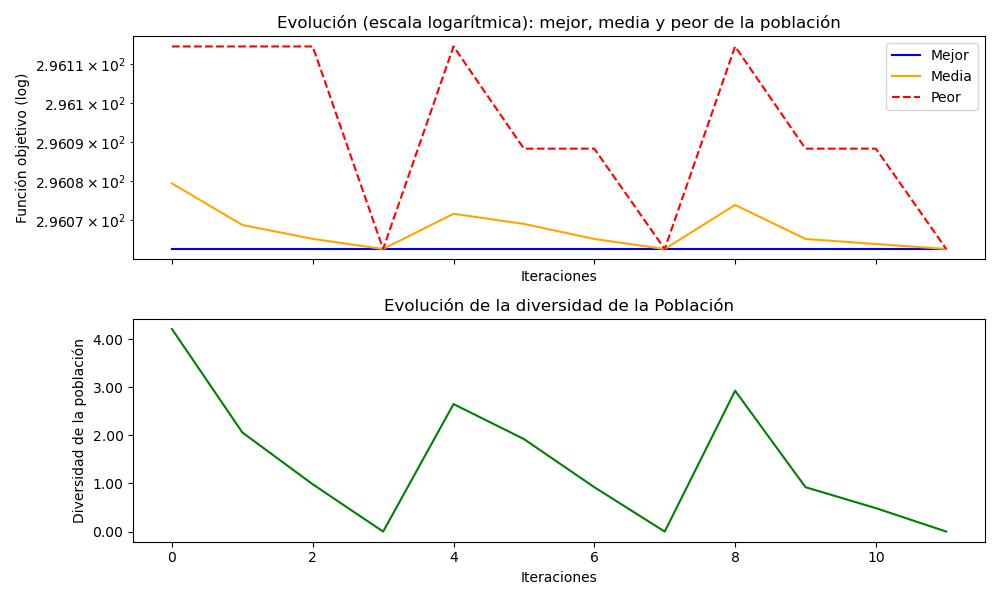 Evolución (escala logarítmica): mejor, media y peor de la población
Función objetivo (log)
2.9611 × 10²
2.961 × 10²
2.9609 × 10²
2.9608 × 10²
2.9607 × 10²
Mejor
Media
Peor
Iteraciones
Evolución de la diversidad de la Población
Diversidad de la población
4.00
3.00
2.00
1.00
0.00
0 2 4 6 8 10
Iteraciones